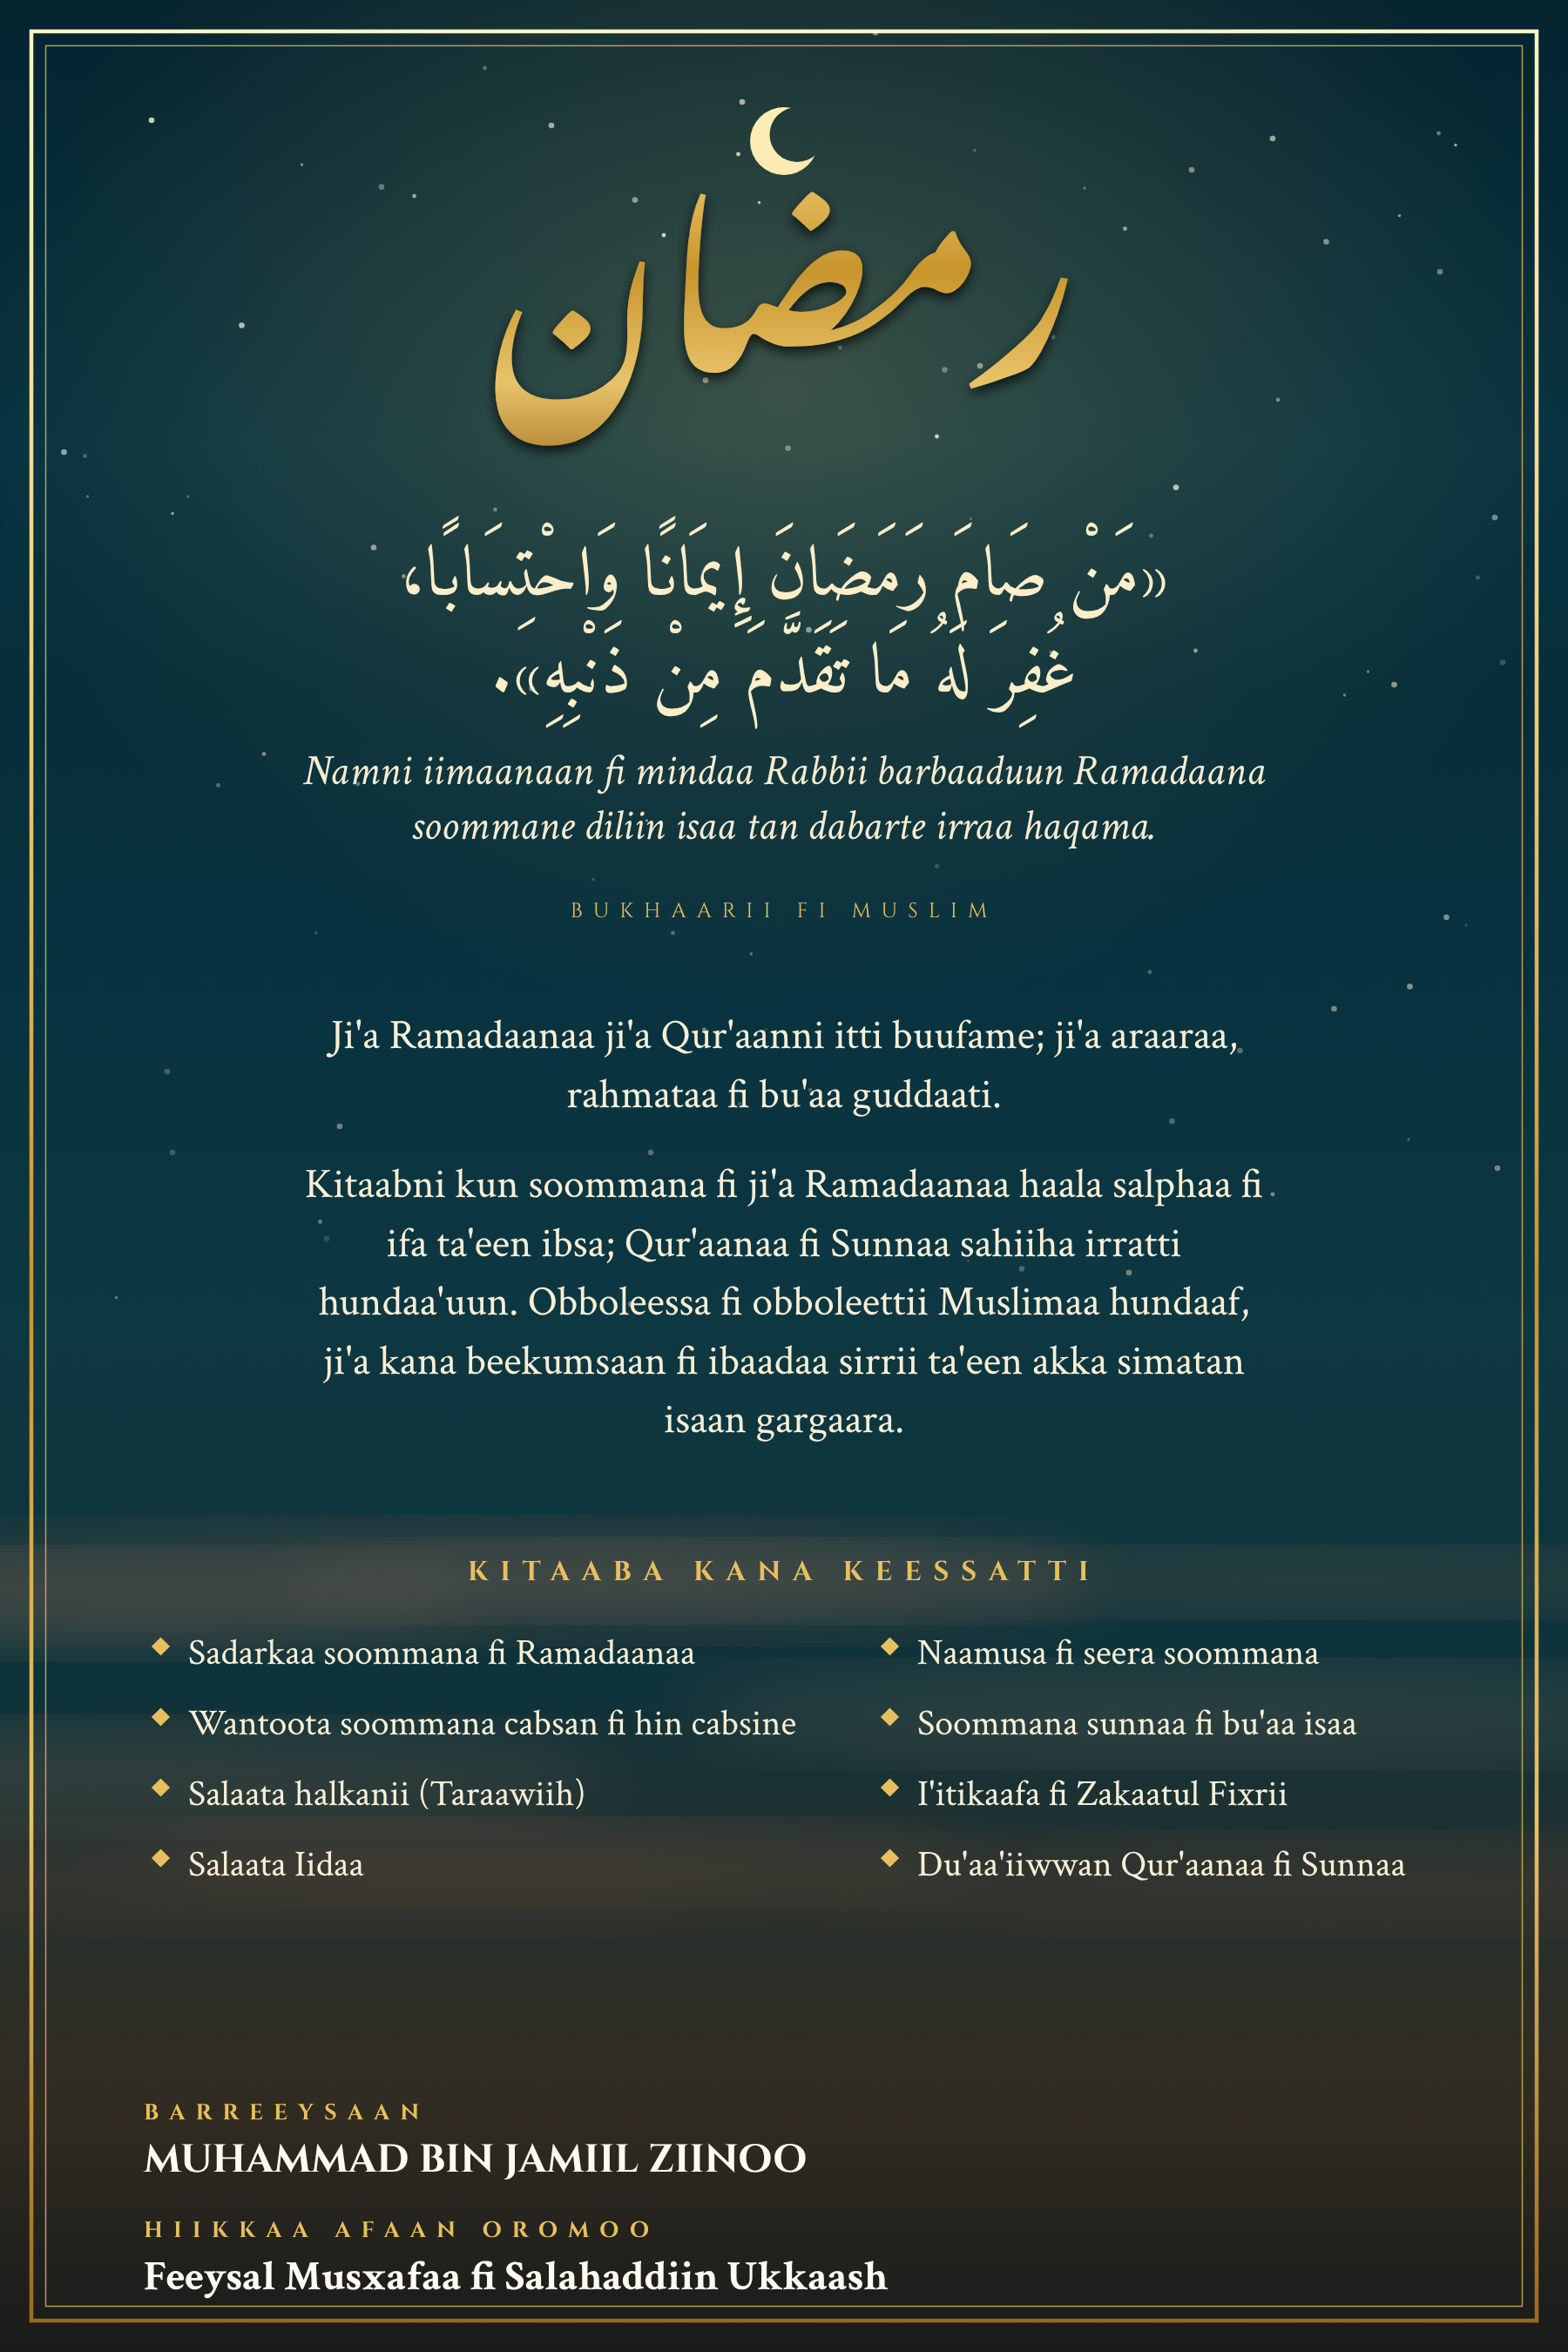 رمضان
((مَنْ صَامَ رَمَضَانَ إِيمَانًا وَاحْتِسَابًا،
غُفِرَ لَهُ مَا تَقَدَّمَ مِنْ ذَنْبِهِ)).
Namni iimaanaan fi mindaa Rabbii barbaaduun Ramadaana
soommane diliin isaa tan dabarte irraa haqama.
BUKHAARII FI MUSLIM
Ji'a Ramadaanaa ji'a Qur'aanni itti buufame; ji'a araaraa,
rahmataa fi bu'aa guddaati.
Kitaabni kun soommana fi ji'a Ramadaanaa haala salphaa fi
ifa ta'een ibsa; Qur'aanaa fi Sunnaa sahiiha irratti
hundaa'uun. Obboleessa fi obboleettii Muslimaa hundaaf,
ji'a kana beekumsaan fi ibaadaa sirrii ta'een akka simatan
isaan gargaara.
KITAABA KANA KEESSATTI
Sadarkaa soommana fi Ramadaanaa
Naamusa fi seera soommana
Wantoota soommana cabsan fi hin cabsine
Soommana sunnaa fi bu'aa isaa
Salaata halkanii (Taraawiih)
I'itikaafa fi Zakaatul Fixrii
Salaata Iidaa
Du'aa'iiwwan Qur'aanaa fi Sunnaa
BARREEYSAAN
MUHAMMAD BIN JAMIIL ZIINOO
HIIKKAA AFAAN OROMOO
Feeysal Musxafaa fi Salahaddiin Ukkaash